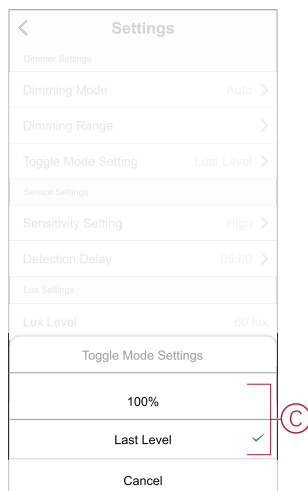 Settings
Dimmer Settings
Dimming Mode Auto
Dimming Range
Toggle Mode Setting Last Level
Sensor Settings
Sensitivity Setting High
Detection Delay 05:00
Lux Settings
Lux Level 60 lux
Toggle Mode Settings
100%
C
Last Level
Cancel